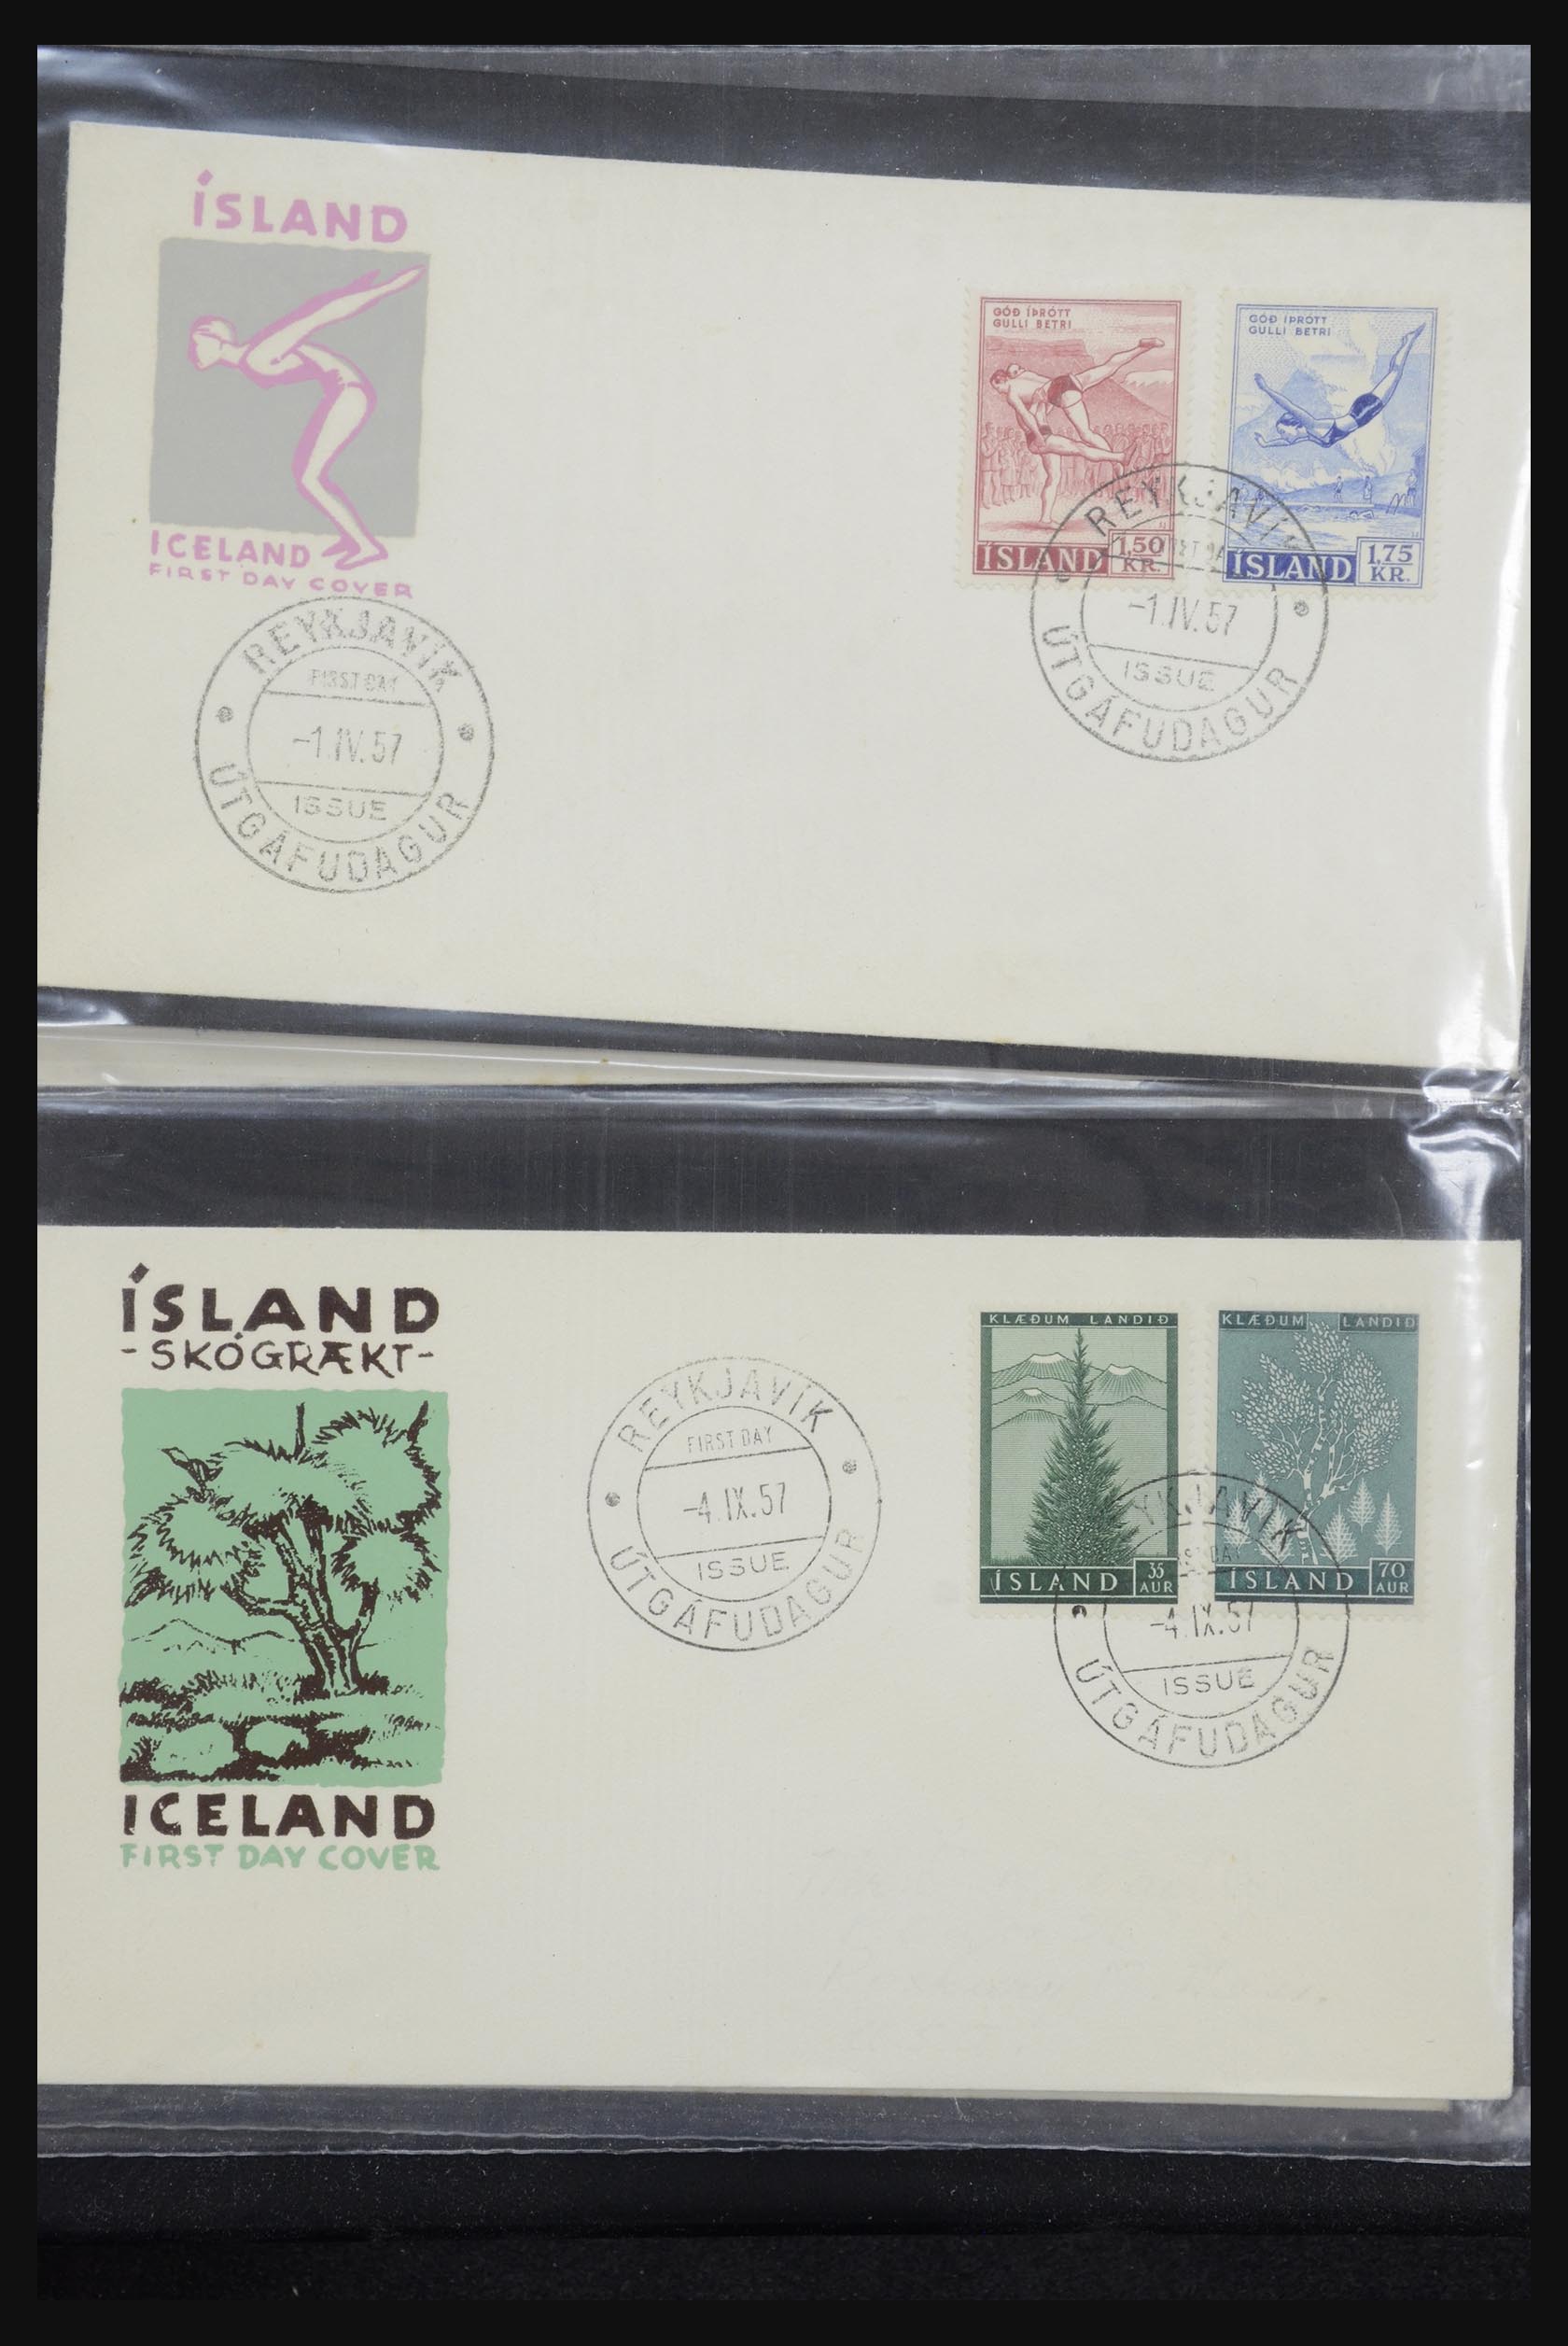 ÍSLAND
ICELAND
FIRST DAY COVER
REYKJAVÍK
FIRST DAY
-1.IV.57
ISSUE
ÚTGÁFUDAGUR
GÓÐ ÍÞRÓTT
GULLI BETRI
ÍSLAND 1,50 KR.
GÓÐ ÍÞRÓTT
GULLI BETRI
ÍSLAND 1,75 KR.
REYKJAVÍK
-1.IV.57
ISSUE
ÚTGÁFUDAGUR
ÍSLAND
-SKÓGRÆKT-
ICELAND
FIRST DAY COVER
REYKJAVÍK
FIRST DAY
-4.IX.57
ISSUE
ÚTGÁFUDAGUR
KLÆÐUM LANDIÐ
ÍSLAND 35 AUR
KLÆÐUM LANDIÐ
ÍSLAND 70 AUR
YKJAVÍK
-4.IX.57
ISSUE
ÚTGÁFUDAGUR